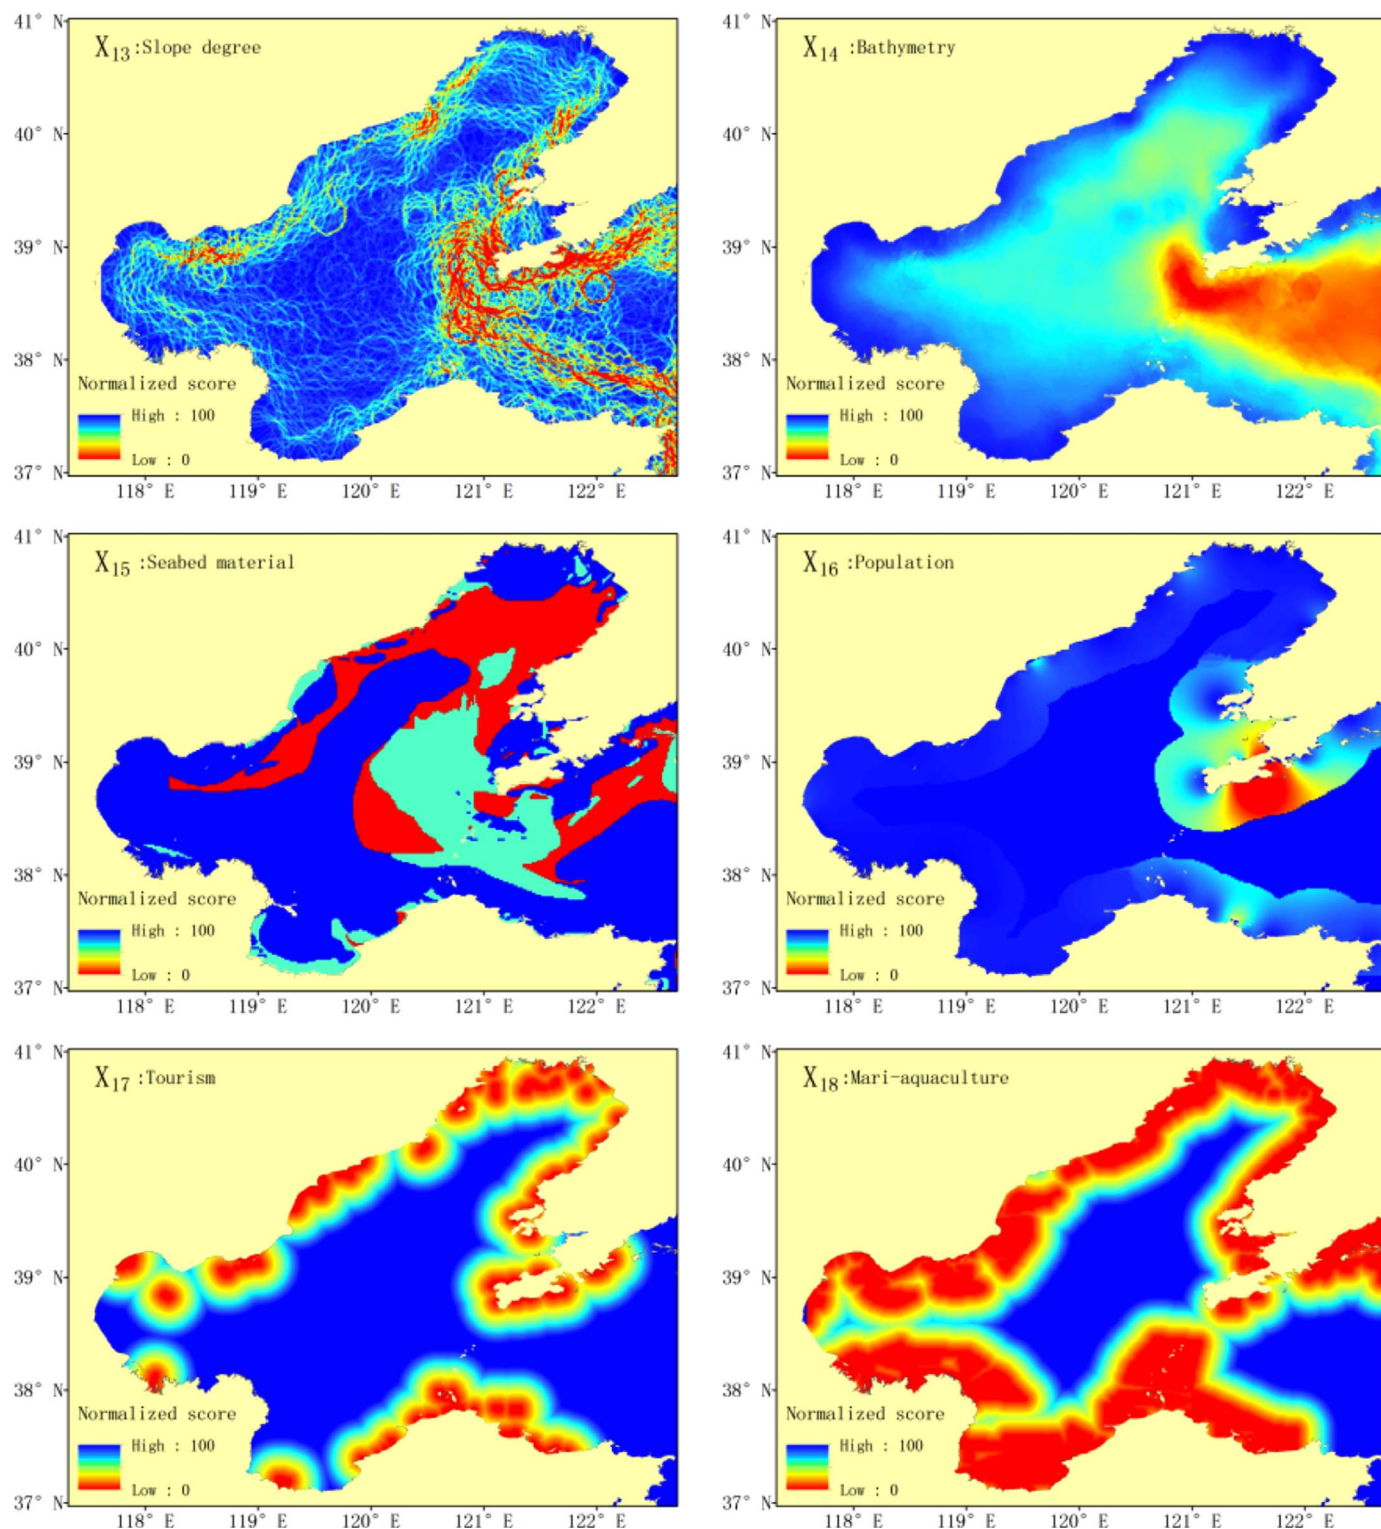 41° N
X13 :Slope degree
40° N
39° N
38° N
Normalized score
High : 100
Low : 0
37° N
118° E 119° E 120° E 121° E 122° E
41° N
X14 :Bathymetry
40° N
39° N
38° N
Normalized score
High : 100
Low : 0
37° N
118° E 119° E 120° E 121° E 122° E
41° N
X15 :Seabed material
40° N
39° N
38° N
Normalized score
High : 100
Low : 0
37° N
118° E 119° E 120° E 121° E 122° E
41° N
X16 :Population
40° N
39° N
38° N
Normalized score
High : 100
Low : 0
37° N
118° E 119° E 120° E 121° E 122° E
41° N
X17 :Tourism
40° N
39° N
38° N
Normalized score
High : 100
Low : 0
37° N
118° E 119° E 120° E 121° E 122° E
41° N
X18 :Mari-aquaculture
40° N
39° N
38° N
Normalized score
High : 100
Low : 0
37° N
118° E 119° E 120° E 121° E 122° E